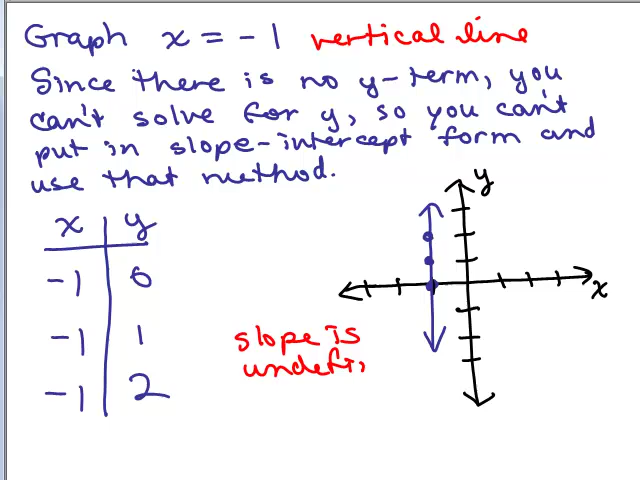 Graph x = -1 vertical line
Since there is no y-term, you
can't solve for y, so you can't
put in slope-intercept form and
use that method.
y
x y
-1 0
x
-1 1
slope is
undefi
-1 2